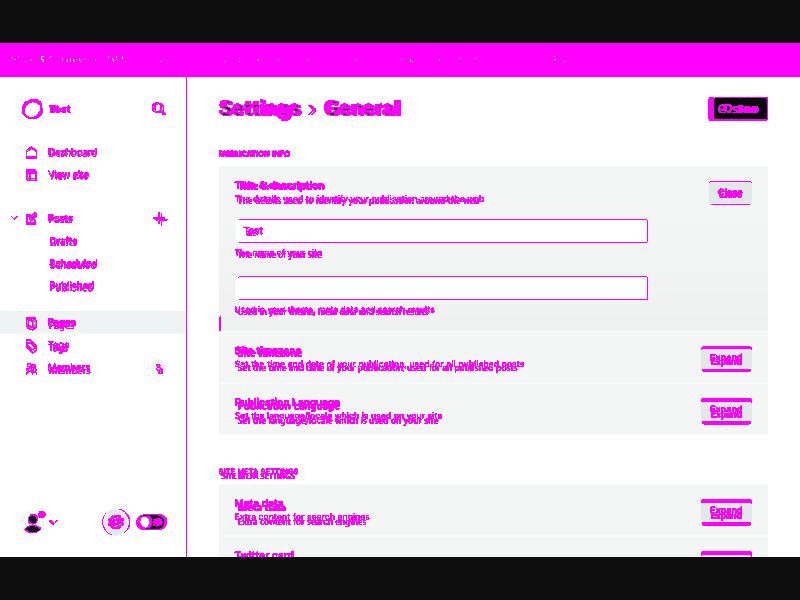 Test
Settings › General
Dashboard
View site
PUBLICATION INFO
Title & description
The details used to identify your publication around the web
Close
Posts
Test
Drafts
The name of your site
Scheduled
Published
Used in your theme, meta data and search results
Pages
Tags
Members
Site timezone
Set the time and date of your publication, used for all published posts
Expand
Publication Language
Set the language/locale which is used on your site
Expand
SITE META SETTINGS
Meta data
Extra content for search engines
Expand
Twitter card